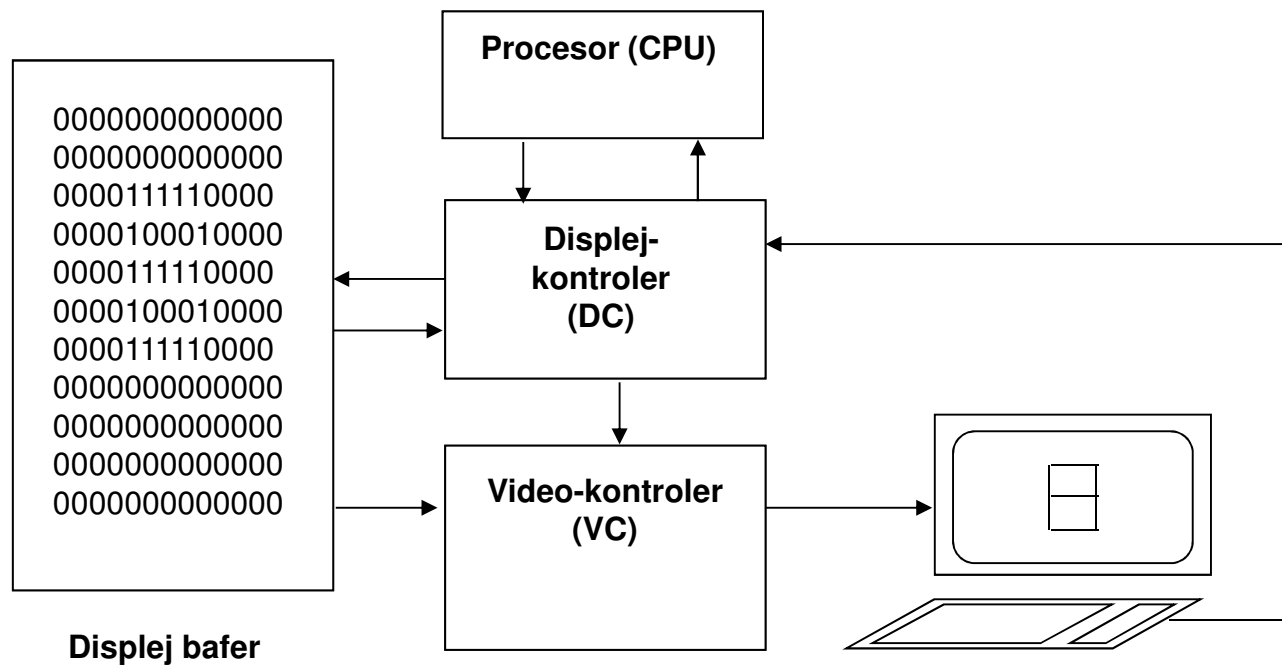 Procesor (CPU)
0000000000000
0000000000000
0000111110000
0000100010000
0000111110000
0000100010000
0000111110000
0000000000000
0000000000000
0000000000000
0000000000000
Displej-
kontroler
(DC)
Video-kontroler
(VC)
Displej bafer